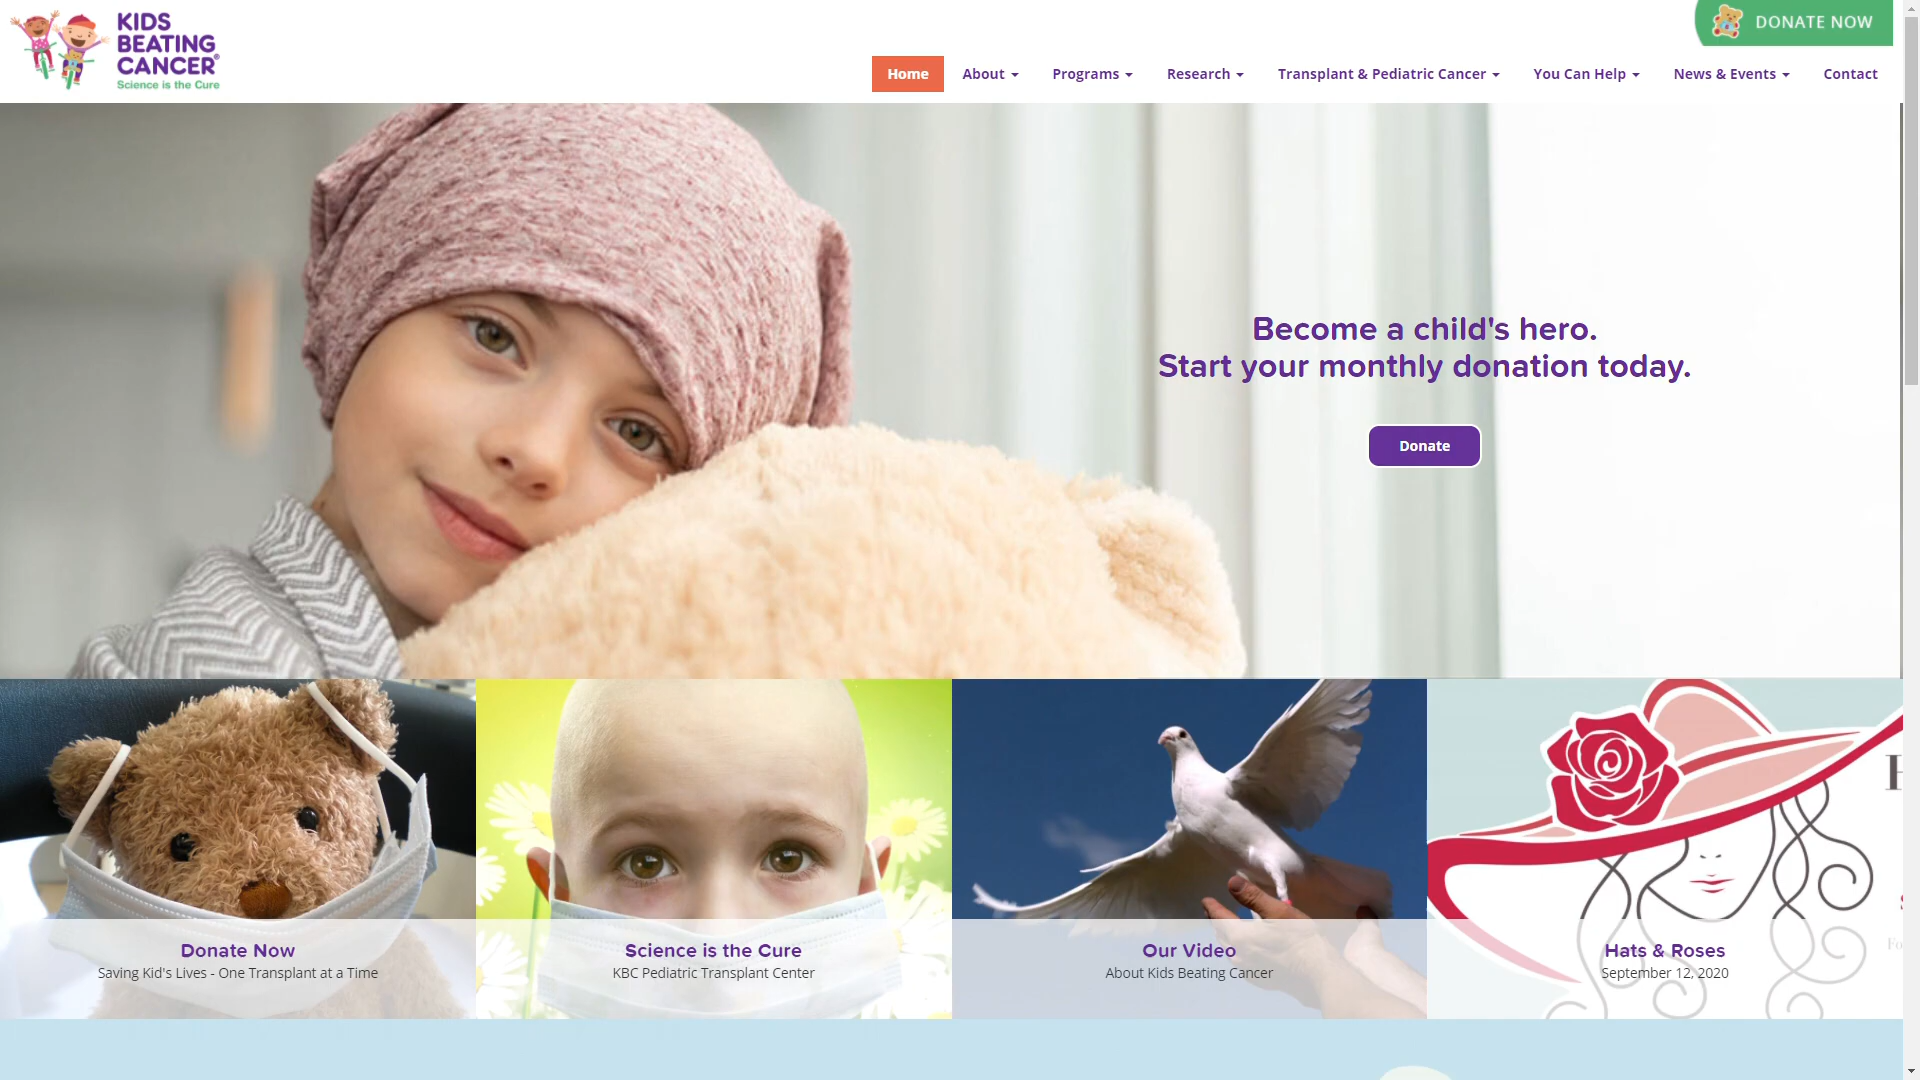 KIDS
BEATING
CANCER®
Science is the Cure
DONATE NOW
Home
About
Programs
Research
Transplant & Pediatric Cancer
You Can Help
News & Events
Contact
Become a child's hero.
Start your monthly donation today.
Donate
Donate Now
Saving Kid's Lives - One Transplant at a Time
Science is the Cure
KBC Pediatric Transplant Center
Our Video
About Kids Beating Cancer
Hats & Roses
September 12, 2020